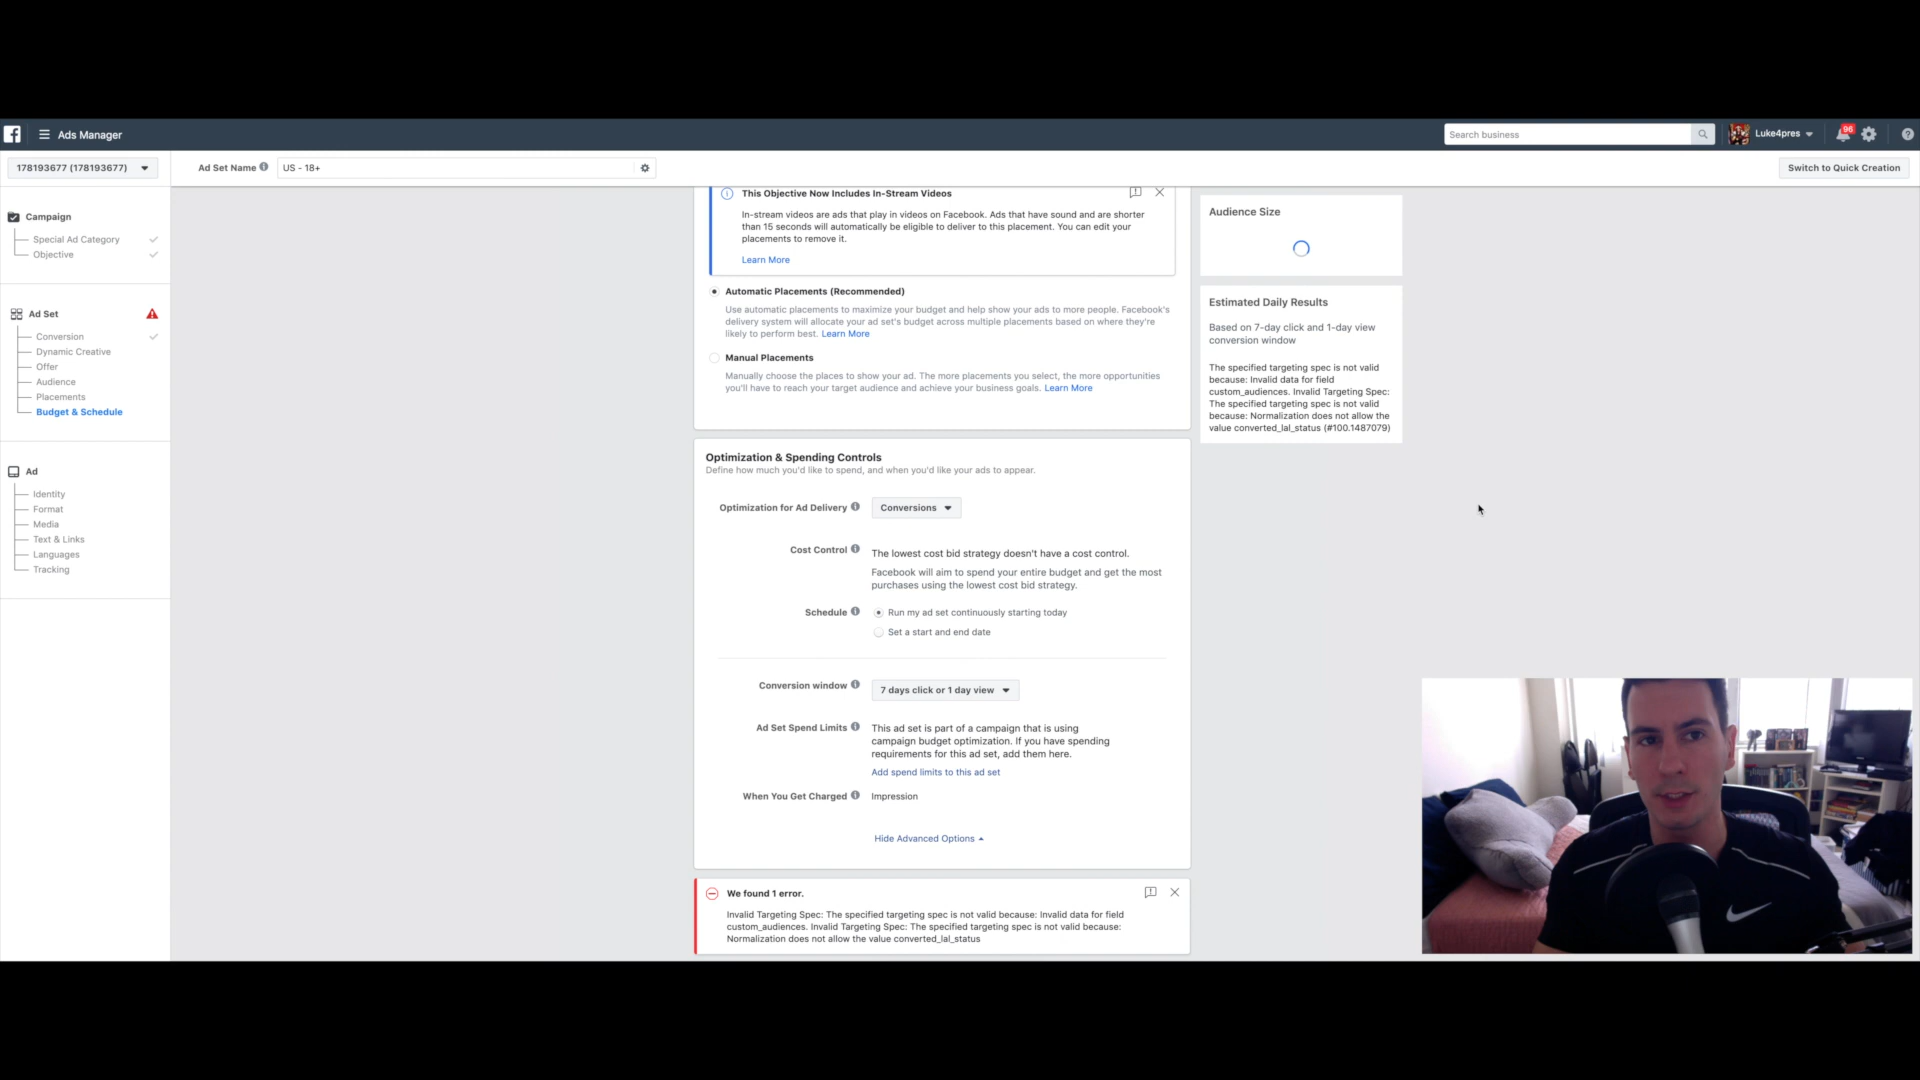 Ads Manager
Search business
Luke4pres
96
178193677 (178193677)
Ad Set Name
US - 18+
Switch to Quick Creation
Campaign
Special Ad Category
Objective
Ad Set
Conversion
Dynamic Creative
Offer
Audience
Placements
Budget & Schedule
Ad
Identity
Format
Media
Text & Links
Languages
Tracking
This Objective Now Includes In-Stream Videos
In-stream videos are ads that play in videos on Facebook. Ads that have sound and are shorter
than 15 seconds will automatically be eligible to deliver to this placement. You can edit your
placements to remove it.
Learn More
Automatic Placements (Recommended)
Use automatic placements to maximize your budget and help show your ads to more people. Facebook's
delivery system will allocate your ad set's budget across multiple placements based on where they're
likely to perform best. Learn More
Manual Placements
Manually choose the places to show your ad. The more placements you select, the more opportunities
you'll have to reach your target audience and achieve your business goals. Learn More
Optimization & Spending Controls
Define how much you'd like to spend, and when you'd like your ads to appear.
Optimization for Ad Delivery
Conversions
Cost Control
The lowest cost bid strategy doesn't have a cost control.
Facebook will aim to spend your entire budget and get the most
purchases using the lowest cost bid strategy.
Schedule
Run my ad set continuously starting today
Set a start and end date
Conversion window
7 days click or 1 day view
Ad Set Spend Limits
This ad set is part of a campaign that is using
campaign budget optimization. If you have spending
requirements for this ad set, add them here.
Add spend limits to this ad set
When You Get Charged
Impression
Hide Advanced Options
We found 1 error.
Invalid Targeting Spec: The specified targeting spec is not valid because: Invalid data for field
custom_audiences. Invalid Targeting Spec: The specified targeting spec is not valid because:
Normalization does not allow the value converted_lal_status
Audience Size
Estimated Daily Results
Based on 7-day click and 1-day view
conversion window
The specified targeting spec is not valid
because: Invalid data for field
custom_audiences. Invalid Targeting Spec:
The specified targeting spec is not valid
because: Normalization does not allow the
value converted_lal_status (#100.1487079)